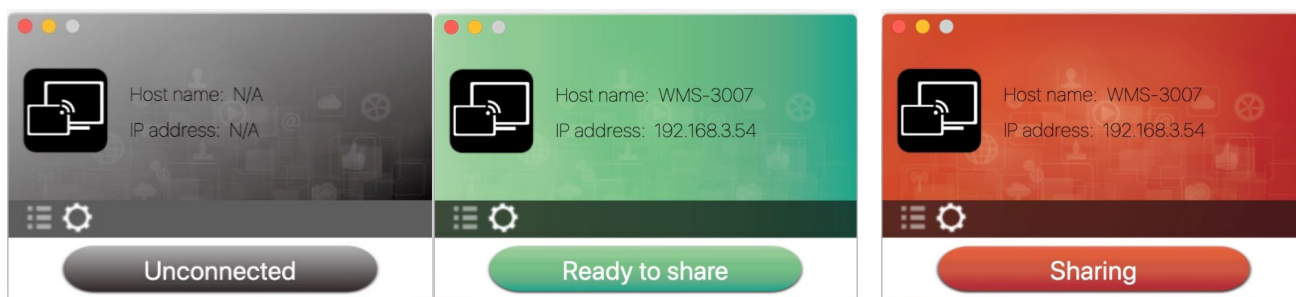 Host name: N/A
IP address: N/A
Unconnected
Host name: WMS-3007
IP address: 192.168.3.54
Ready to share
Host name: WMS-3007
IP address: 192.168.3.54
Sharing